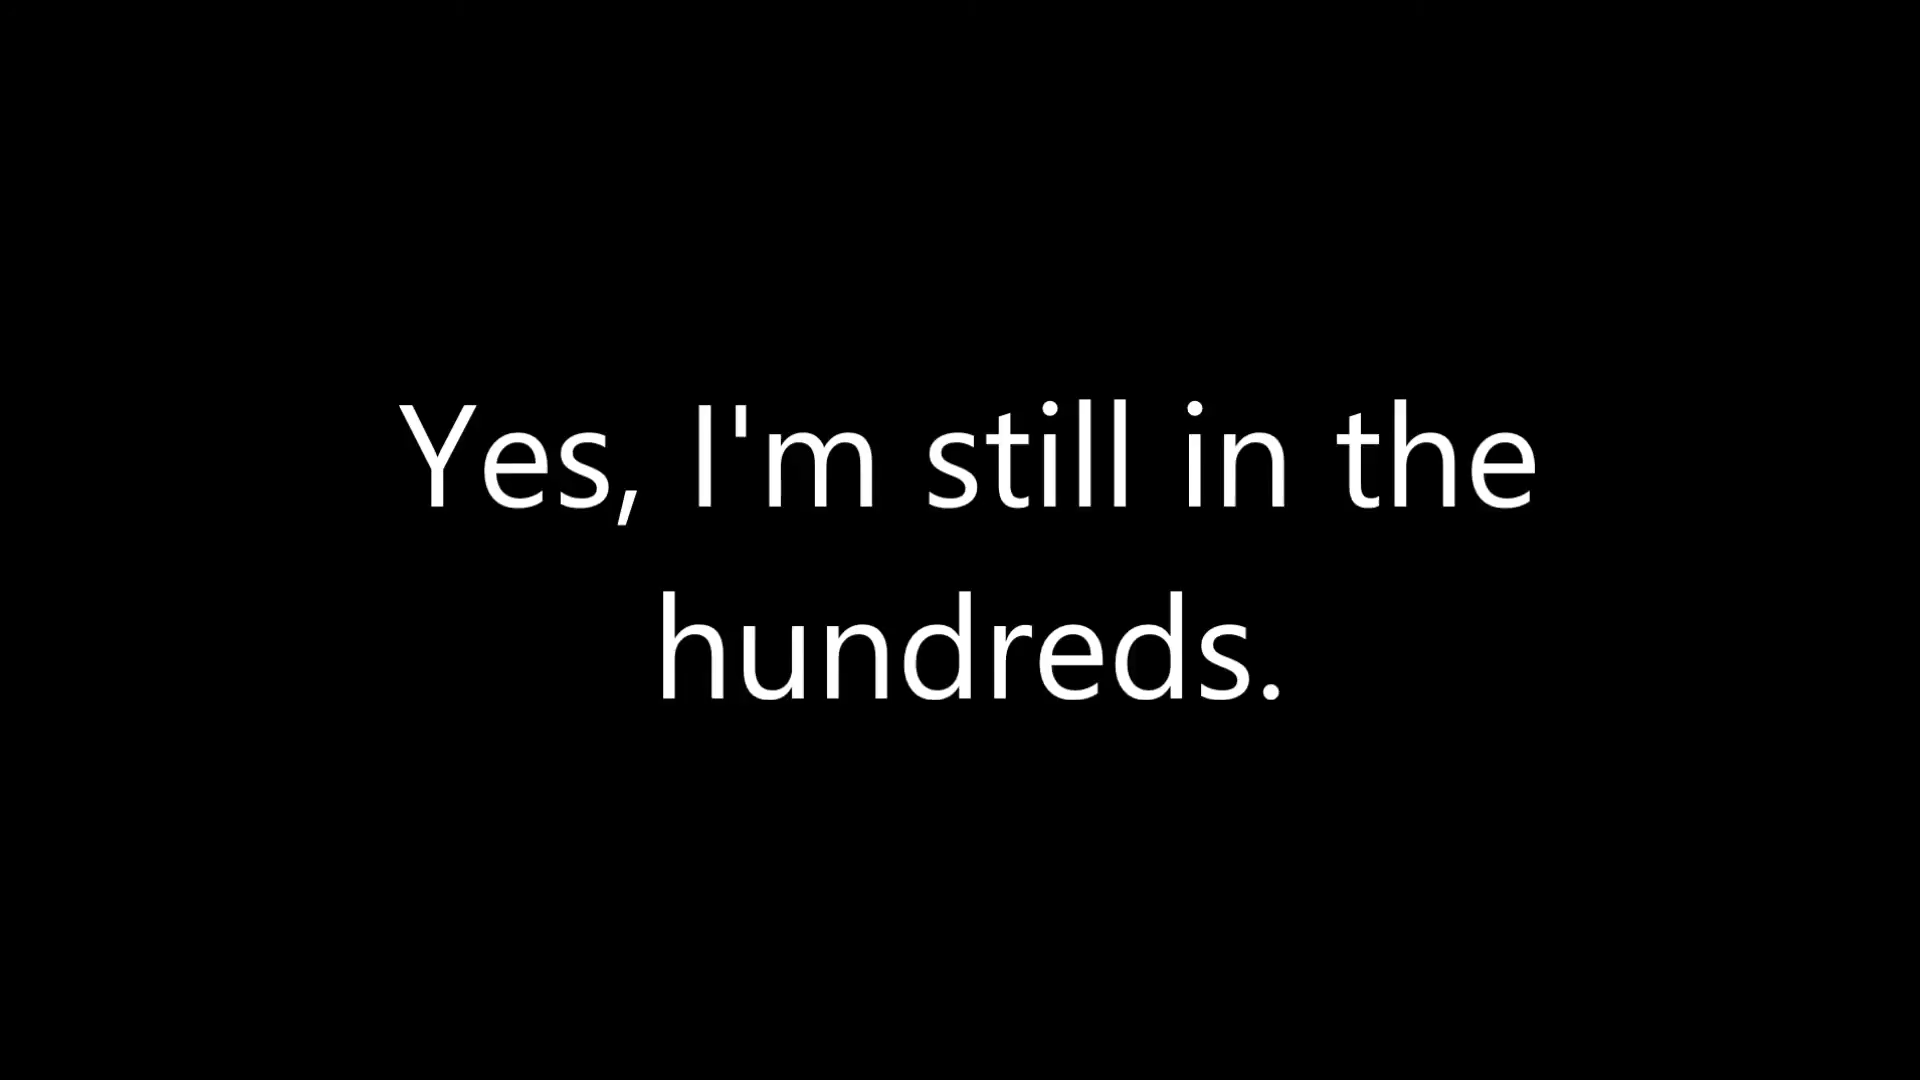 Yes, I'm still in the
hundreds.